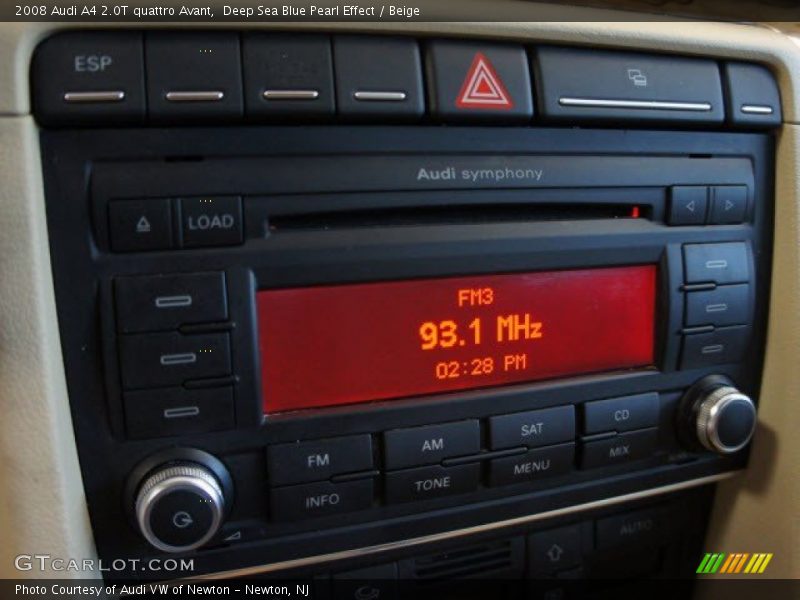 2008 Audi A4 2.0T quattro Avant,  Deep Sea Blue Pearl Effect / Beige
ESP
Audi symphony
LOAD
FM3
93.1 MHz
02:28 PM
FM
AM
SAT
CD
INFO
TONE
MENU
MIX
AUTO
GTCARLOT.COM
Photo Courtesy of Audi VW of Newton – Newton, NJ